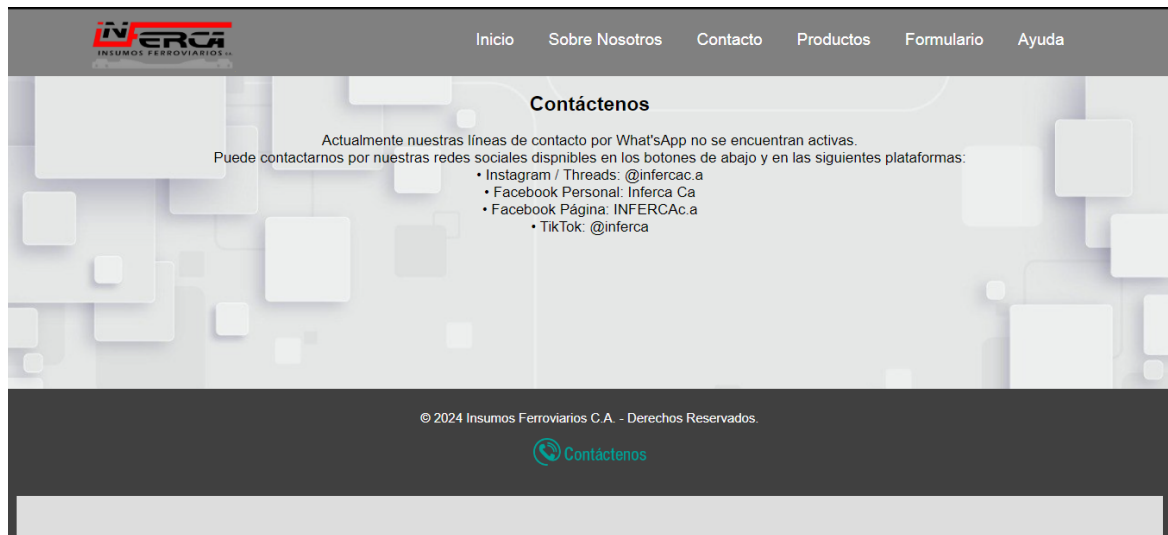 INFERCA
INSUMOS FERROVIARIOS C.A.
Inicio Sobre Nosotros Contacto Productos Formulario Ayuda
Contáctenos
Actualmente nuestras líneas de contacto por What'sApp no se encuentran activas.
Puede contactarnos por nuestras redes sociales dispnibles en los botones de abajo y en las siguientes plataformas:
• Instagram / Threads: @infercac.a
• Facebook Personal: Inferca Ca
• Facebook Página: INFERCAc.a
• TikTok: @inferca
© 2024 Insumos Ferroviarios C.A. - Derechos Reservados.
Contáctenos